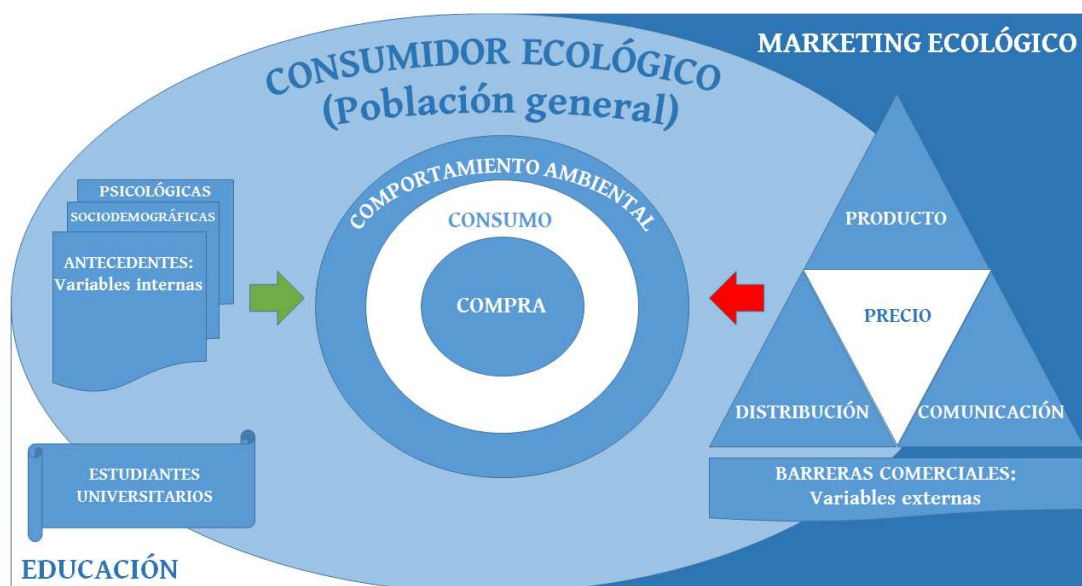 MARKETING ECOLÓGICO
CONSUMIDOR ECOLÓGICO
(Población general)
PSICOLÓGICAS
SOCIODEMOGRÁFICAS
ANTECEDENTES:
Variables internas
COMPORTAMIENTO AMBIENTAL
CONSUMO
COMPRA
PRODUCTO
PRECIO
DISTRIBUCIÓN
COMUNICACIÓN
BARRERAS COMERCIALES:
Variables externas
ESTUDIANTES
UNIVERSITARIOS
EDUCACIÓN